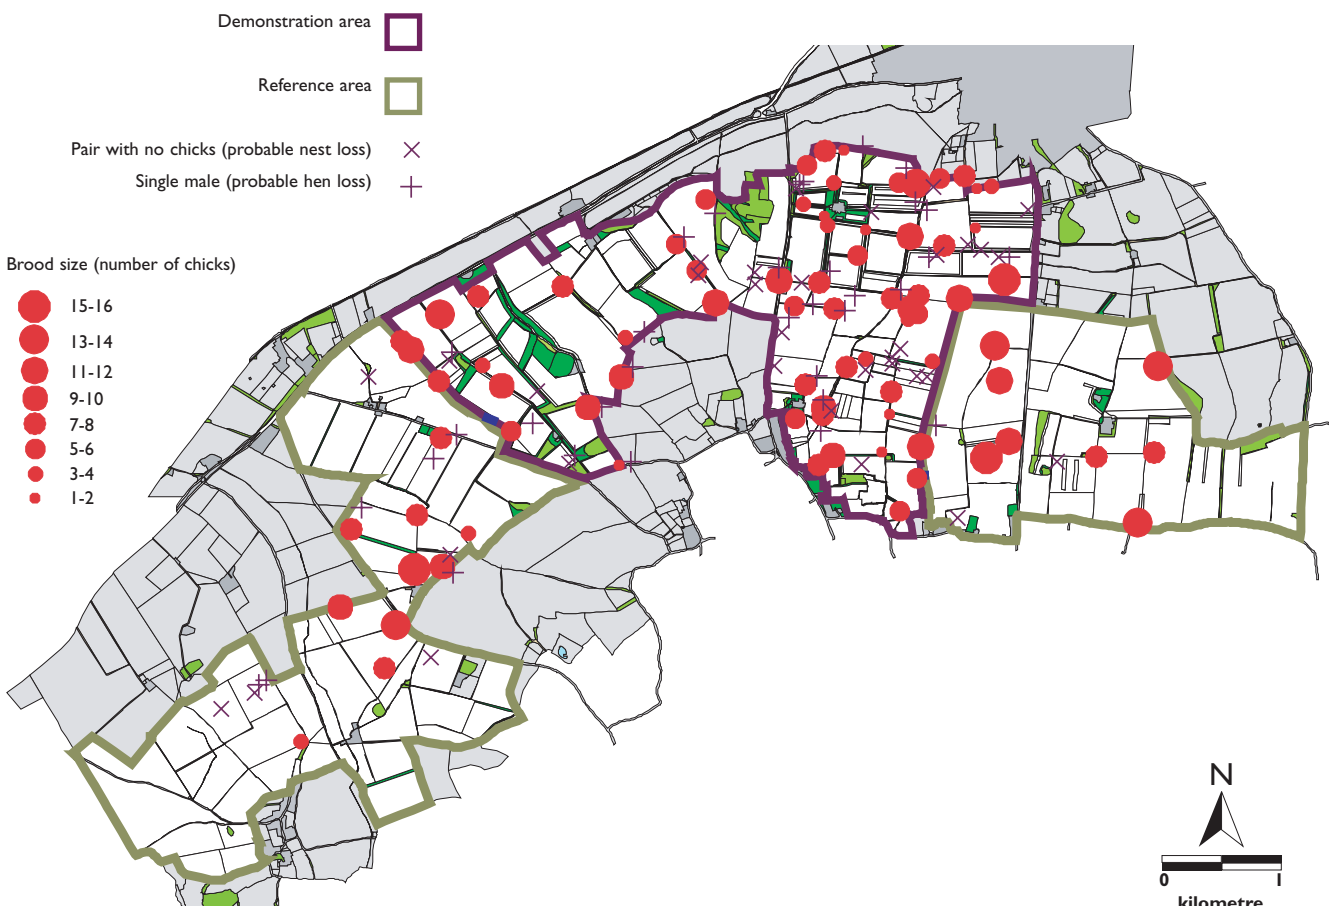 Demonstration area
Reference area
Pair with no chicks (probable nest loss)
Single male (probable hen loss)
Brood size (number of chicks)
15-16
13-14
11-12
9-10
7-8
5-6
3-4
1-2
N
0 1
kilometre